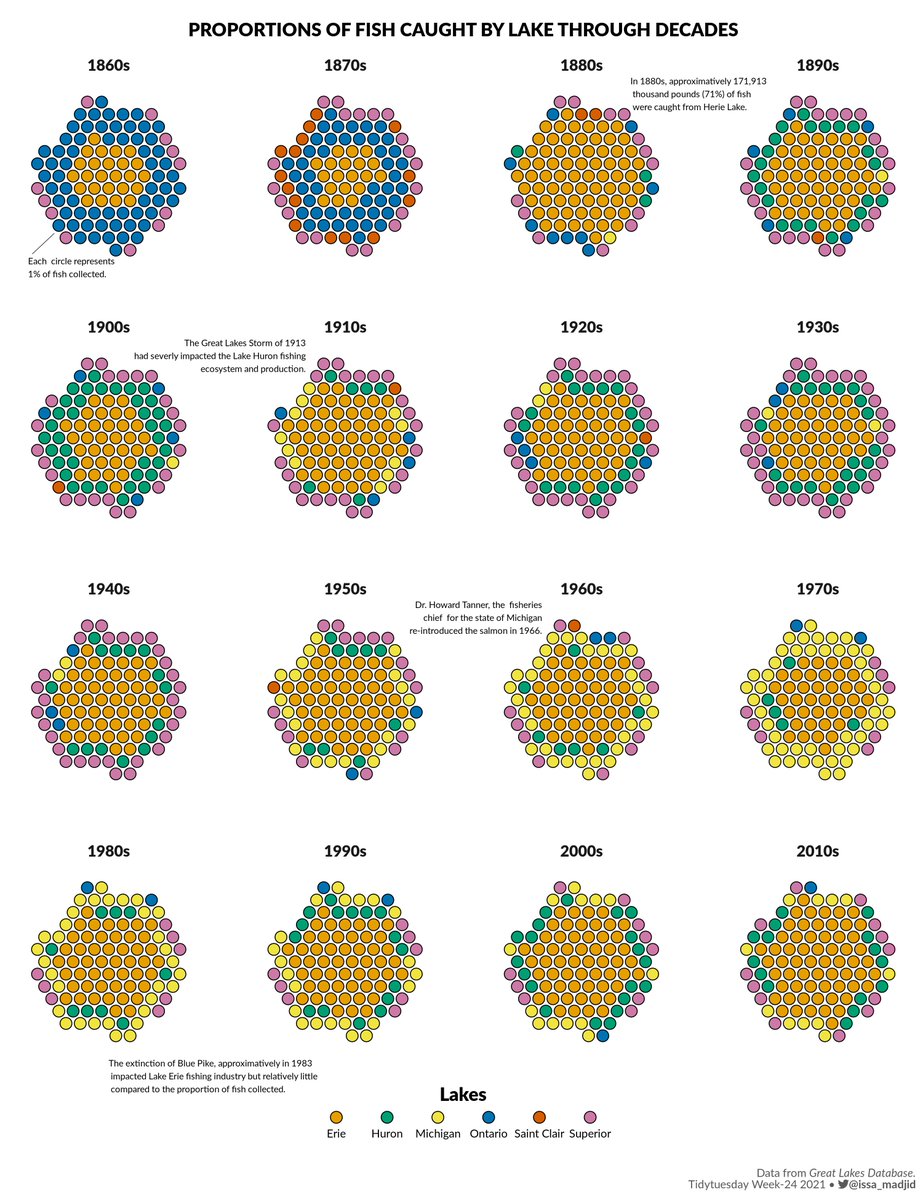 PROPORTIONS OF FISH CAUGHT BY LAKE THROUGH DECADES
1860s
1870s
1880s
1890s
In 1880s, approximatively 171,913
thousand pounds (71%) of fish
were caught from Herie Lake.
Each circle represents
1% of fish collected.
1900s
1910s
1920s
1930s
The Great Lakes Storm of 1913
had severly impacted the Lake Huron fishing
ecosystem and production.
1940s
1950s
1960s
1970s
Dr. Howard Tanner, the fisheries
chief for the state of Michigan
re-introduced the salmon in 1966.
1980s
1990s
2000s
2010s
The extinction of Blue Pike, approximatively in 1983
impacted Lake Erie fishing industry but relatively little
compared to the proportion of fish collected.
Lakes
Erie Huron Michigan Ontario Saint Clair Superior
Data from Great Lakes Database.
Tidytuesday Week-24 2021 • @issa_madjid